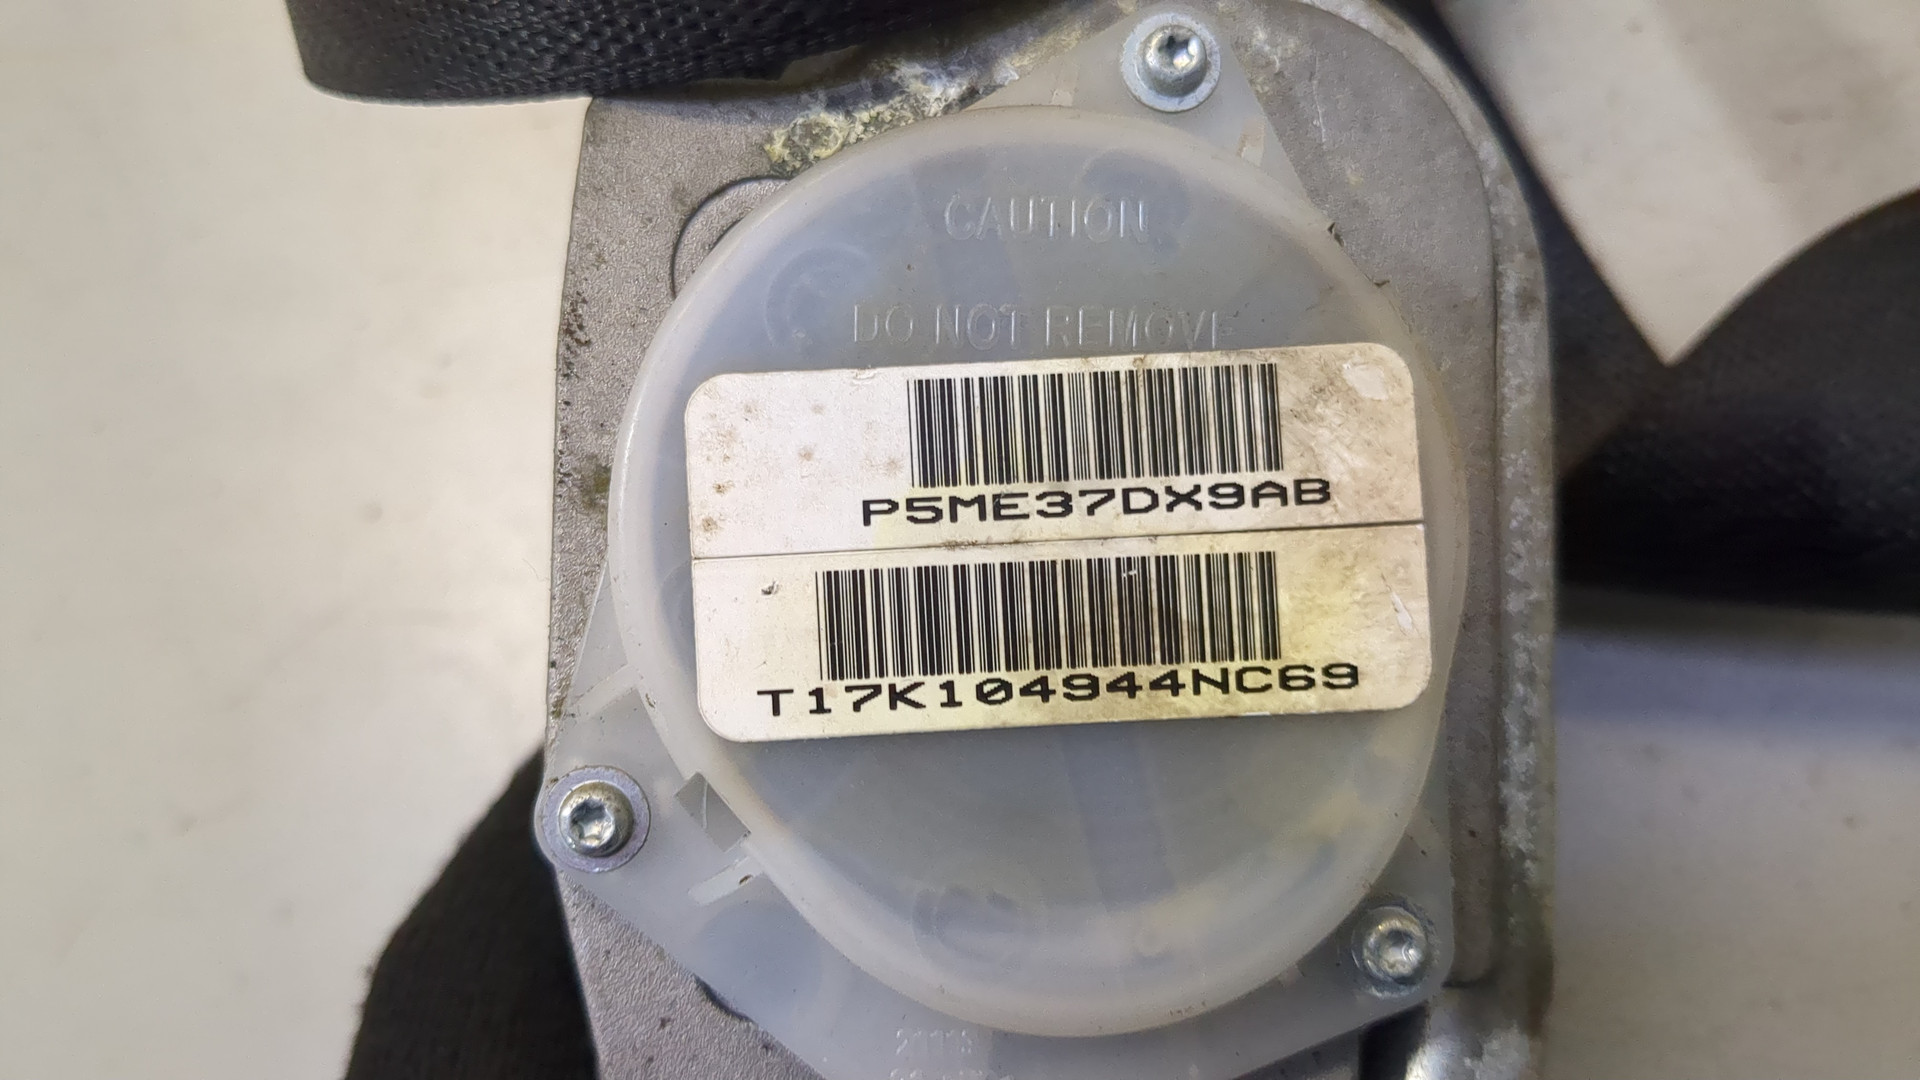 CAUTION
DO NOT REMOVE
P5ME37DX9AB
T17K104944NC69